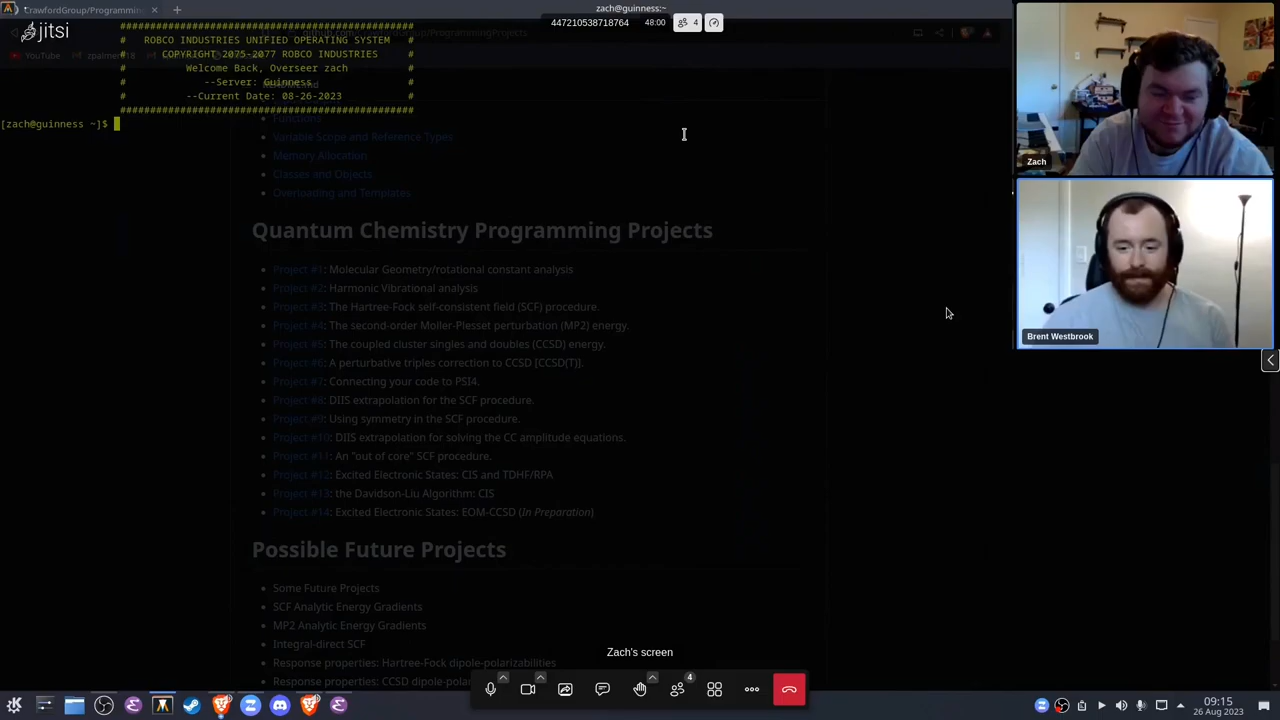 zach@guinness:~
CrawfordGroup/Programming
447210538718764 48:00 4
jitsi
github.com/CrawfordGroup/ProgrammingProjects
YouTube
##################################################
# ROBCO INDUSTRIES UNIFIED OPERATING SYSTEM #
# COPYRIGHT 2075-2077 ROBCO INDUSTRIES #
# Welcome Back, Overseer zach #
# --Server: Guinness #
# --Current Date: 08-26-2023 #
##################################################
[zach@guinness ~]$
Functions
Variable Scope and Reference Types
Memory Allocation
Classes and Objects
Overloading and Templates
Quantum Chemistry Programming Projects
Project #1: Molecular Geometry/rotational constant analysis
Project #2: Harmonic Vibrational analysis
Project #3: The Hartree-Fock self-consistent field (SCF) procedure.
Project #4: The second-order Moller-Plesset perturbation (MP2) energy.
Project #5: The coupled cluster singles and doubles (CCSD) energy.
Project #6: A perturbative triples correction to CCSD [CCSD(T)].
Project #7: Connecting your code to PSI4.
Project #8: DIIS extrapolation for the SCF procedure.
Project #9: Using symmetry in the SCF procedure.
Project #10: DIIS extrapolation for solving the CC amplitude equations.
Project #11: An "out of core" SCF procedure.
Project #12: Excited Electronic States: CIS and TDHF/RPA
Project #13: the Davidson-Liu Algorithm: CIS
Project #14: Excited Electronic States: EOM-CCSD (In Preparation)
Possible Future Projects
Some Future Projects
SCF Analytic Energy Gradients
MP2 Analytic Energy Gradients
Integral-direct SCF
Response properties: Hartree-Fock dipole-polarizabilities
Response properties: CCSD dipole-pola
Zach
Brent Westbrook
Zach's screen
4
09:15
26 Aug 2023